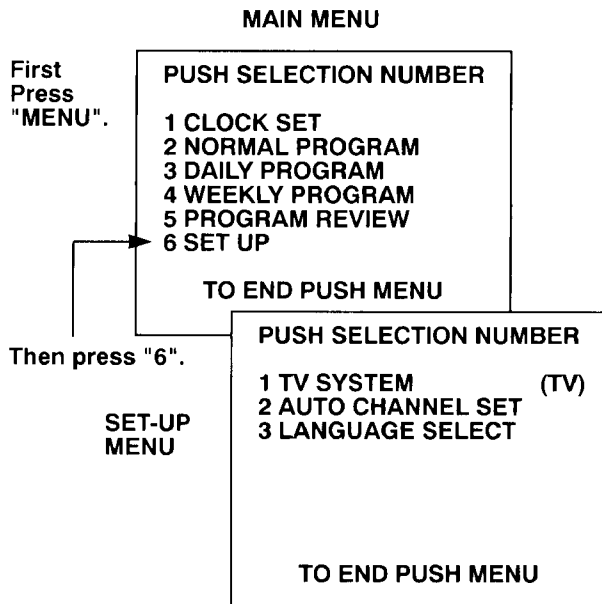 MAIN MENU
First
Press
"MENU".
PUSH SELECTION NUMBER
1 CLOCK SET
2 NORMAL PROGRAM
3 DAILY PROGRAM
4 WEEKLY PROGRAM
5 PROGRAM REVIEW
6 SET UP
TO END PUSH MENU
Then press "6".
SET-UP
MENU
PUSH SELECTION NUMBER
1 TV SYSTEM (TV)
2 AUTO CHANNEL SET
3 LANGUAGE SELECT
TO END PUSH MENU